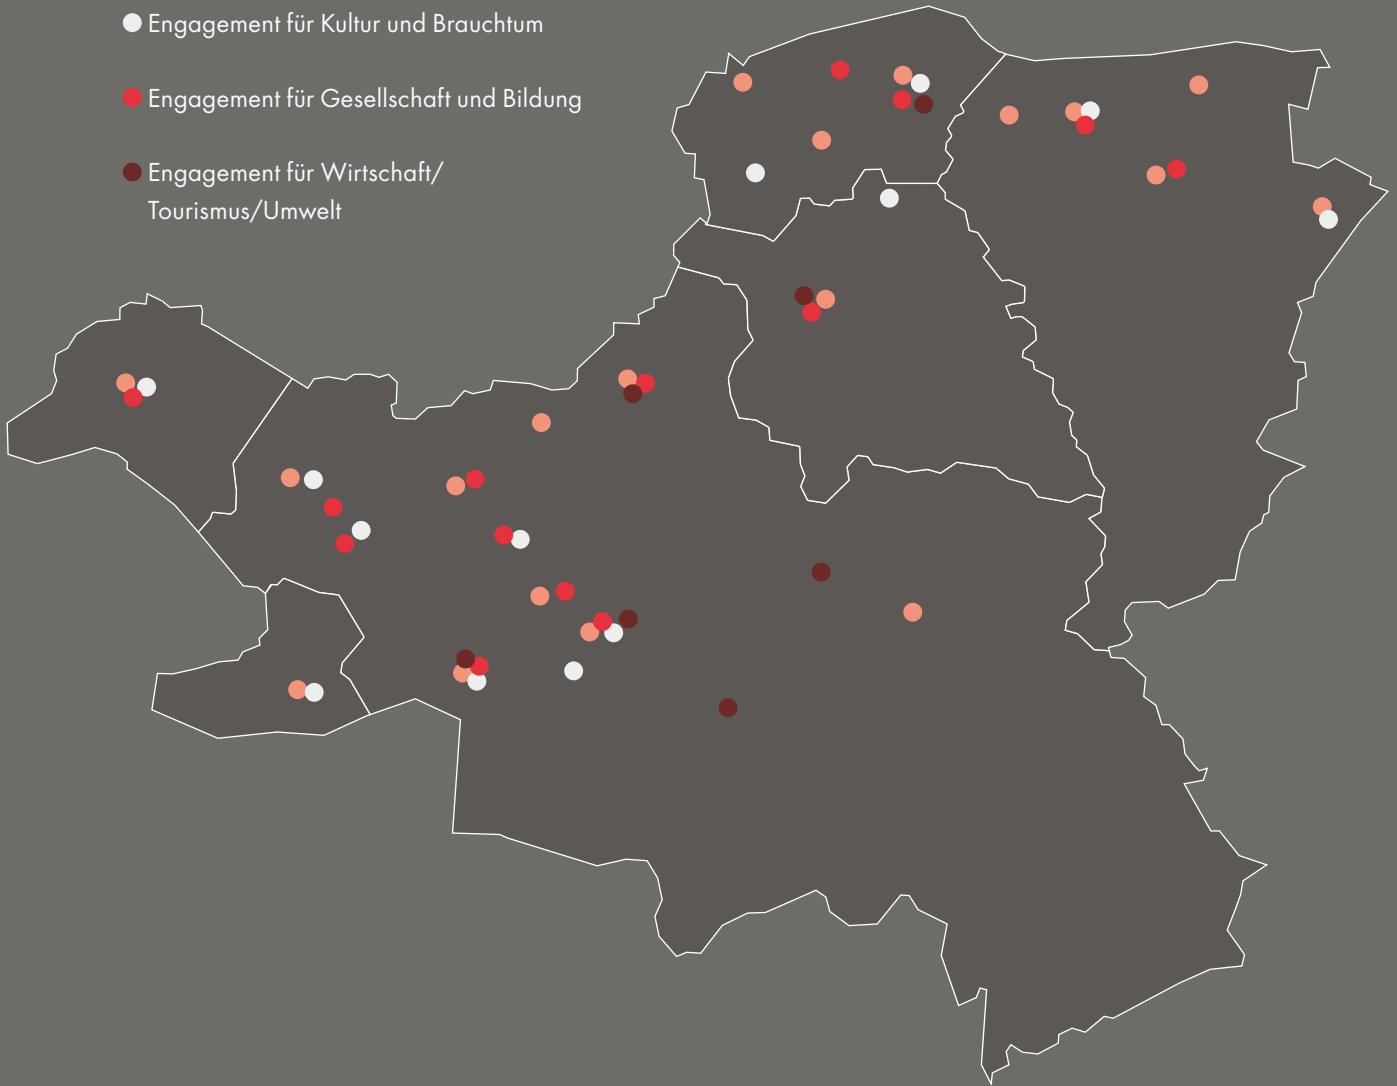 Engagement für Kultur und Brauchtum
Engagement für Gesellschaft und Bildung
Engagement für Wirtschaft/
Tourismus/Umwelt